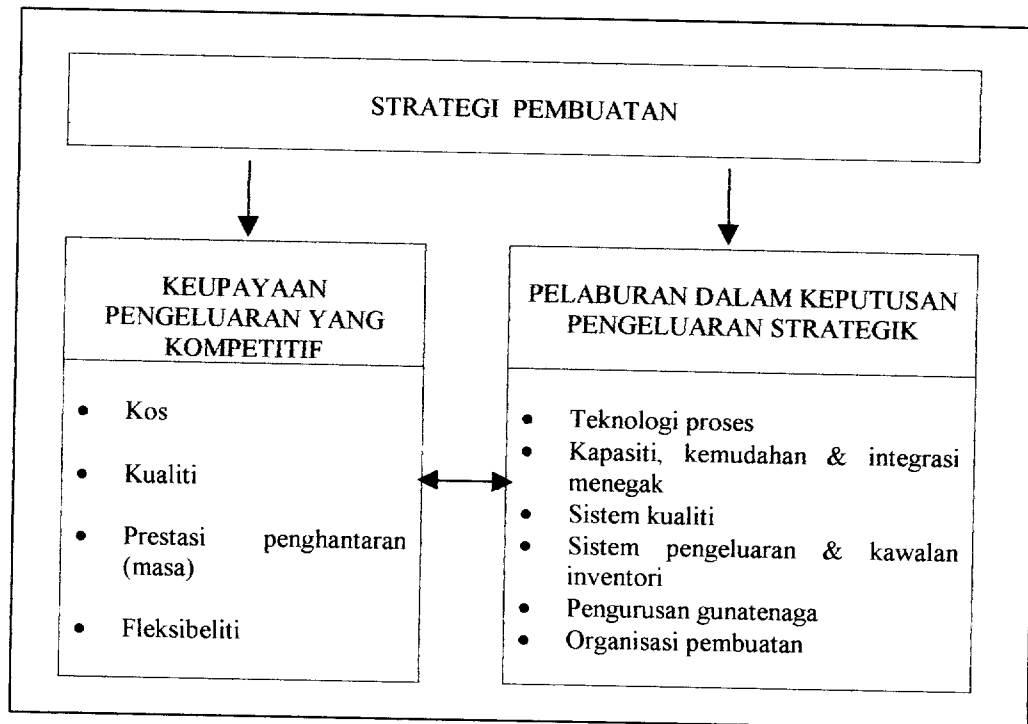 STRATEGI PEMBUATAN
KEUPAYAAN
PENGELUARAN YANG
KOMPETITIF
• Kos
• Kualiti
• Prestasi penghantaran
(masa)
• Fleksibeliti
PELABURAN DALAM KEPUTUSAN
PENGELUARAN STRATEGIK
• Teknologi proses
• Kapasiti, kemudahan & integrasi
menegak
• Sistem kualiti
• Sistem pengeluaran & kawalan
inventori
• Pengurusan gunatenaga
• Organisasi pembuatan